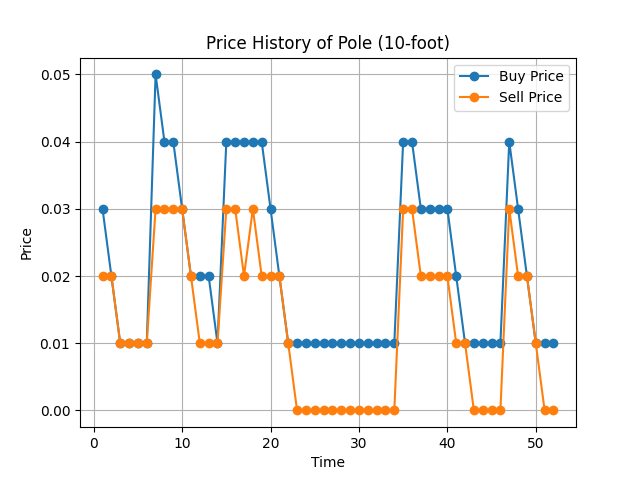 Price History of Pole (10-foot)
Buy Price
Sell Price
0.05
0.04
0.03
0.02
0.01
0.00
Price
0 10 20 30 40 50
Time